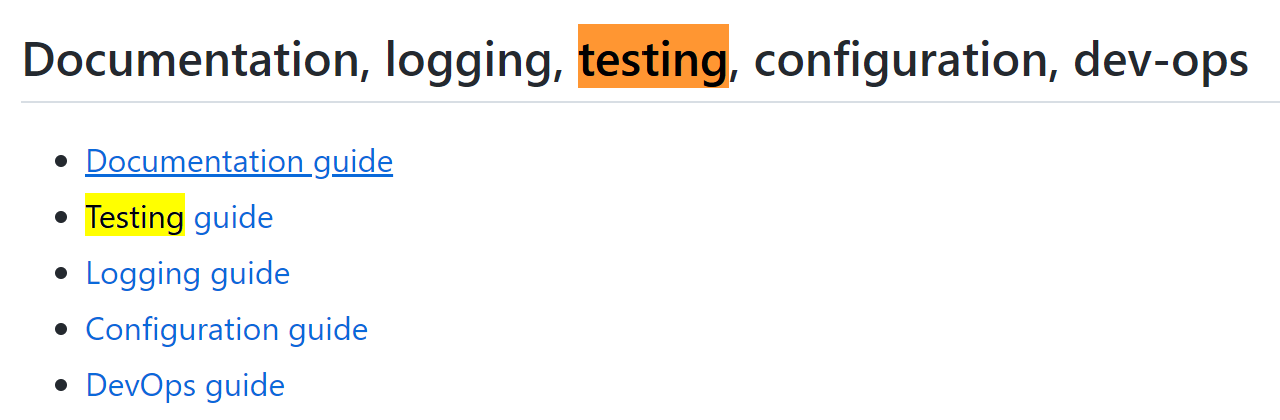 Documentation, logging, testing, configuration, dev-ops
Documentation guide
Testing guide
Logging guide
Configuration guide
DevOps guide